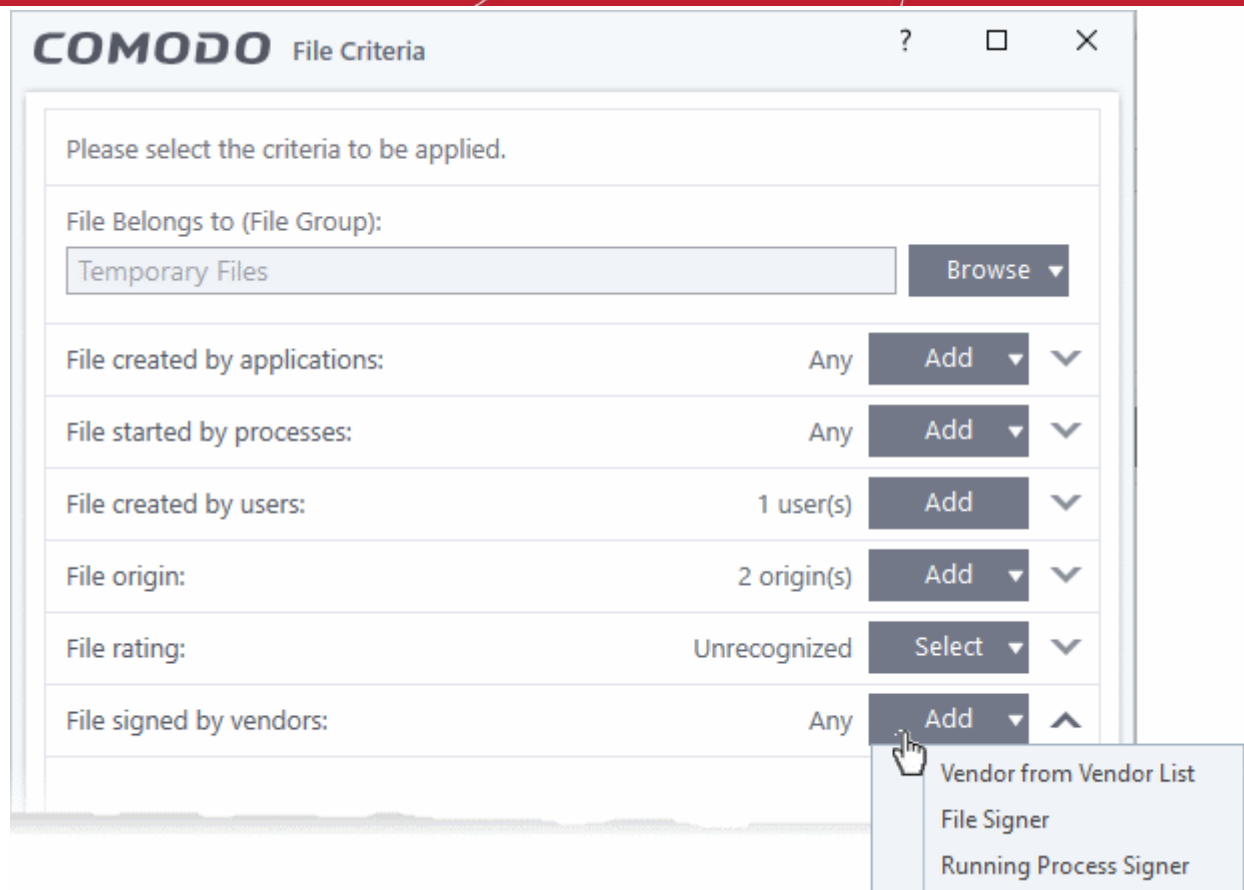 COMODO File Criteria ?
Please select the criteria to be applied.
File Belongs to (File Group):
Temporary Files Browse
File created by applications: Any Add
File started by processes: Any Add
File created by users: 1 user(s) Add
File origin: 2 origin(s) Add
File rating: Unrecognized Select
File signed by vendors: Any Add
Vendor from Vendor List
File Signer
Running Process Signer